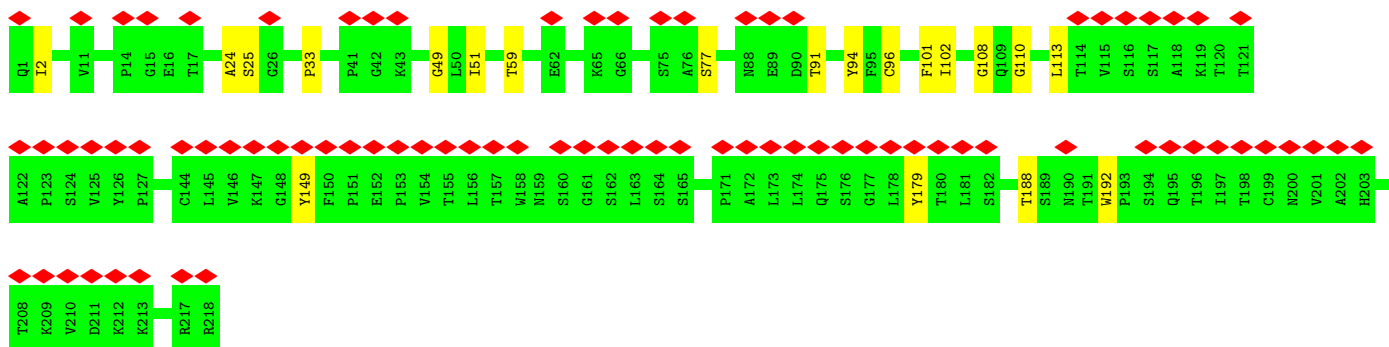 Q1 I2 V11 P14 G15 E16 T17 A24 S25 G26 P33 P41 G42 K43 G49 L50 I51 T59 E62 K65 G66 S75 A76 S77 N88 E89 D90 T91 Y94 F95 C96 F101 I102 G108 Q109 G110 L113 T114 V115 S116 S117 A118 K119 T120 T121
A122 P123 S124 V125 Y126 P127 C144 L145 V146 K147 G148 Y149 F150 P151 E152 P153 V154 T155 L156 T157 W158 N159 S160 G161 S162 L163 S164 S165 P171 A172 L173 L174 Q175 S176 G177 L178 Y179 T180 L181 S182 T188 S189 N190 T191 W192 P193 S194 Q195 T196 I197 T198 C199 N200 V201 A202 H203
T208 K209 V210 D211 K212 K213 R217 R218